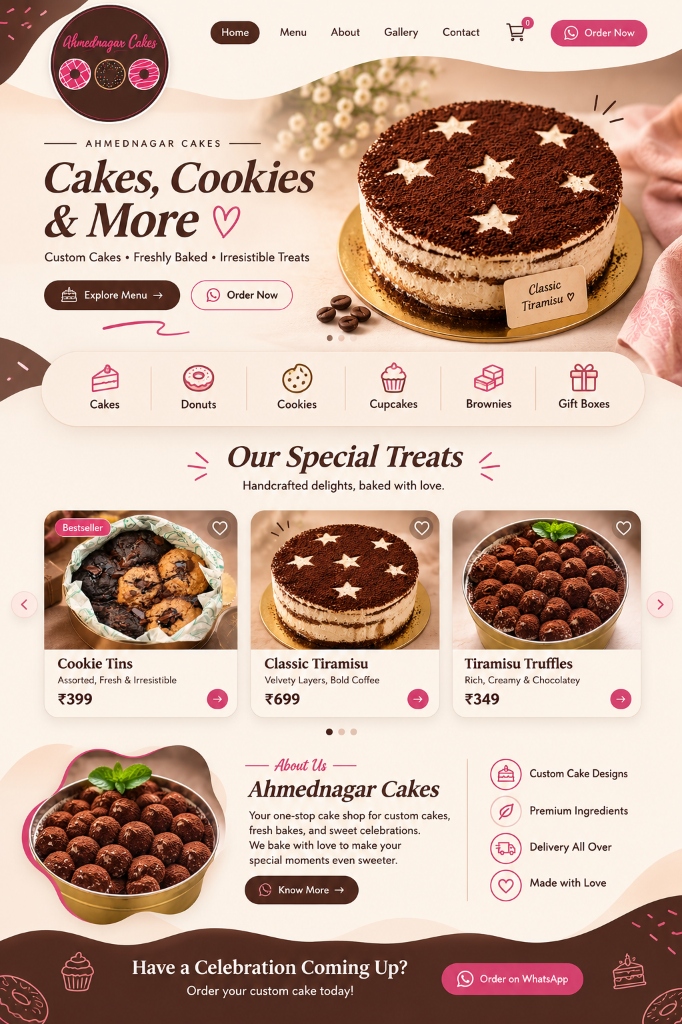 Ahmednagar Cakes
Home
Menu
About
Gallery
Contact
0
Order Now
AHMEDNAGAR CAKES
Cakes, Cookies
& More
Custom Cakes • Freshly Baked • Irresistible Treats
Explore Menu →
Order Now
Classic
Tiramisu ♡
Cakes
Donuts
Cookies
Cupcakes
Brownies
Gift Boxes
Our Special Treats
Handcrafted delights, baked with love.
Bestseller
Cookie Tins
Assorted, Fresh & Irresistible
₹399
Classic Tiramisu
Velvety Layers, Bold Coffee
₹699
Tiramisu Truffles
Rich, Creamy & Chocolatey
₹349
About Us
Ahmednagar Cakes
Your one-stop cake shop for custom cakes,
fresh bakes, and sweet celebrations.
We bake with love to make your
special moments even sweeter.
Know More →
Custom Cake Designs
Premium Ingredients
Delivery All Over
Made with Love
Have a Celebration Coming Up?
Order your custom cake today!
Order on WhatsApp